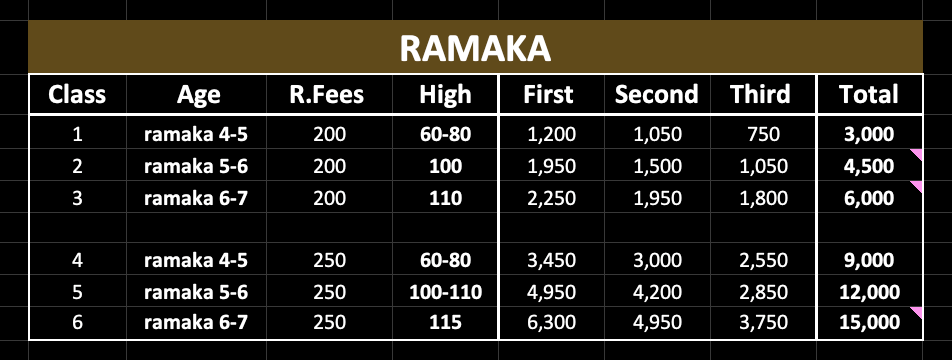 RAMAKA
Class Age R.Fees High First Second Third Total
1 ramaka 4-5 200 60-80 1,200 1,050 750 3,000
2 ramaka 5-6 200 100 1,950 1,500 1,050 4,500
3 ramaka 6-7 200 110 2,250 1,950 1,800 6,000
4 ramaka 4-5 250 60-80 3,450 3,000 2,550 9,000
5 ramaka 5-6 250 100-110 4,950 4,200 2,850 12,000
6 ramaka 6-7 250 115 6,300 4,950 3,750 15,000